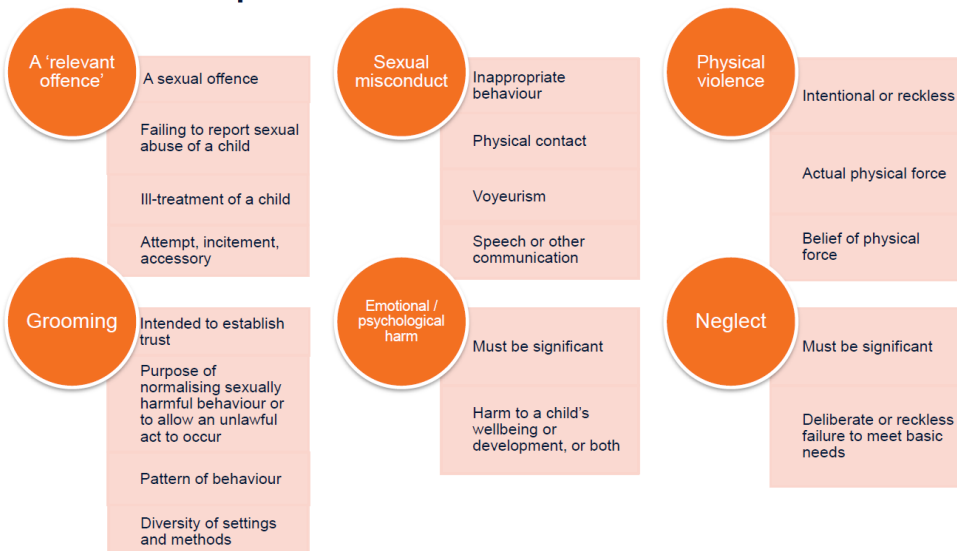 A ‘relevant
offence’
A sexual offence
Failing to report sexual
abuse of a child
Ill-treatment of a child
Attempt, incitement,
accessory
Sexual
misconduct
Inappropriate
behaviour
Physical contact
Voyeurism
Speech or other
communication
Physical
violence
Intentional or reckless
Actual physical force
Belief of physical
force
Grooming
Intended to establish
trust
Purpose of
normalising sexually
harmful behaviour or
to allow an unlawful
act to occur
Pattern of behaviour
Diversity of settings
and methods
Emotional /
psychological
harm
Must be significant
Harm to a child’s
wellbeing or
development, or both
Neglect
Must be significant
Deliberate or reckless
failure to meet basic
needs